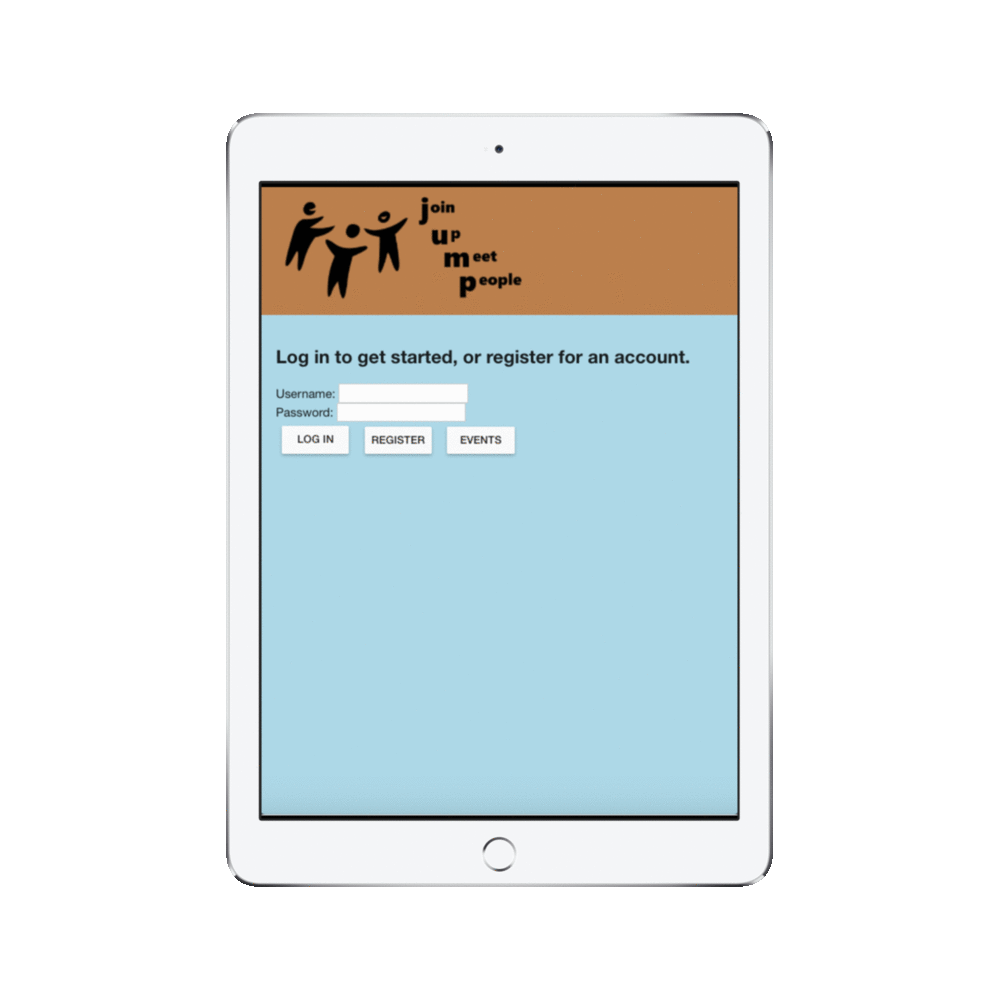 join
up
meet
people
Log in to get started, or register for an account.
Username:
Password:
LOG IN REGISTER EVENTS